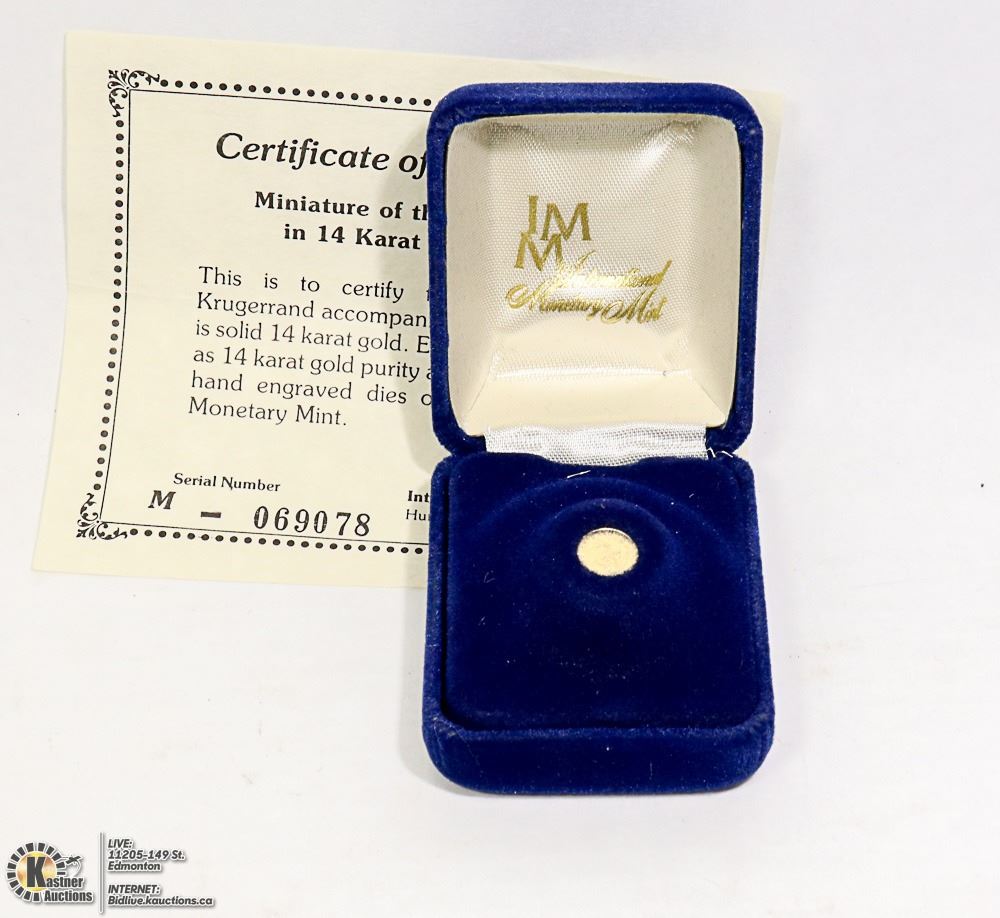 Certificate of
Miniature of th
in 14 Karat
This is to certify
Krugerrand accompan
is solid 14 karat gold. E
as 14 karat gold purity a
hand engraved dies o
Monetary Mint.
Serial Number
M - 069078
Int
Hun
IMM
International
Monetary Mint
Kastner
Auctions
LIVE:
11205-149 St.
Edmonton
INTERNET:
Bidlive.kauctions.ca